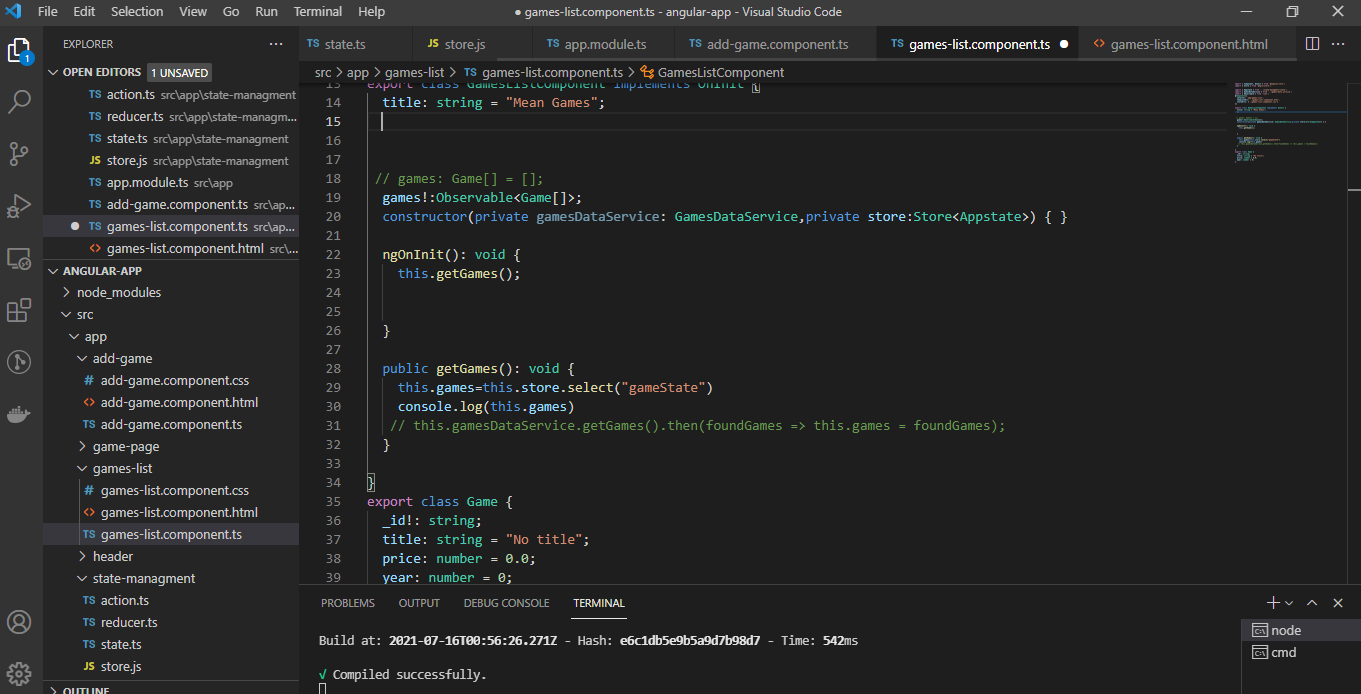 File Edit Selection View Go Run Terminal Help
● games-list.component.ts - angular-app - Visual Studio Code
EXPLORER ···
1
OPEN EDITORS 1 UNSAVED
TS action.ts src\app\state-managment
TS reducer.ts src\app\state-managm...
TS state.ts src\app\state-managment
JS store.js src\app\state-managment
TS app.module.ts src\app
TS add-game.component.ts src\ap...
● TS games-list.component.ts src\ap...
<> games-list.component.html src\...
ANGULAR-APP
node_modules
src
app
add-game
# add-game.component.css
<> add-game.component.html
TS add-game.component.ts
game-page
games-list
# games-list.component.css
<> games-list.component.html
TS games-list.component.ts
header
state-managment
TS action.ts
TS reducer.ts
TS state.ts
JS store.js
OUTLINE
TS state.ts JS store.js TS app.module.ts TS add-game.component.ts TS games-list.component.ts ● <> games-list.component.html ···
src > app > games-list > TS games-list.component.ts > GamesListComponent
13 export class GamesListComponent implements OnInit {
14 title: string = "Mean Games";
15
16
17
18 // games: Game[] = [];
19 games!:Observable<Game[]>;
20 constructor(private gamesDataService: GamesDataService,private store:Store<Appstate>) { }
21
22 ngOnInit(): void {
23 this.getGames();
24
25
26 }
27
28 public getGames(): void {
29 this.games=this.store.select("gameState")
30 console.log(this.games)
31 // this.gamesDataService.getGames().then(foundGames => this.games = foundGames);
32 }
33
34 }
35 export class Game {
36 _id!: string;
37 title: string = "No title";
38 price: number = 0.0;
39 year: number = 0;
PROBLEMS OUTPUT DEBUG CONSOLE TERMINAL
Build at: 2021-07-16T00:56:26.271Z - Hash: e6c1db5e9b5a9d7b98d7 - Time: 542ms
√ Compiled successfully.
node
cmd